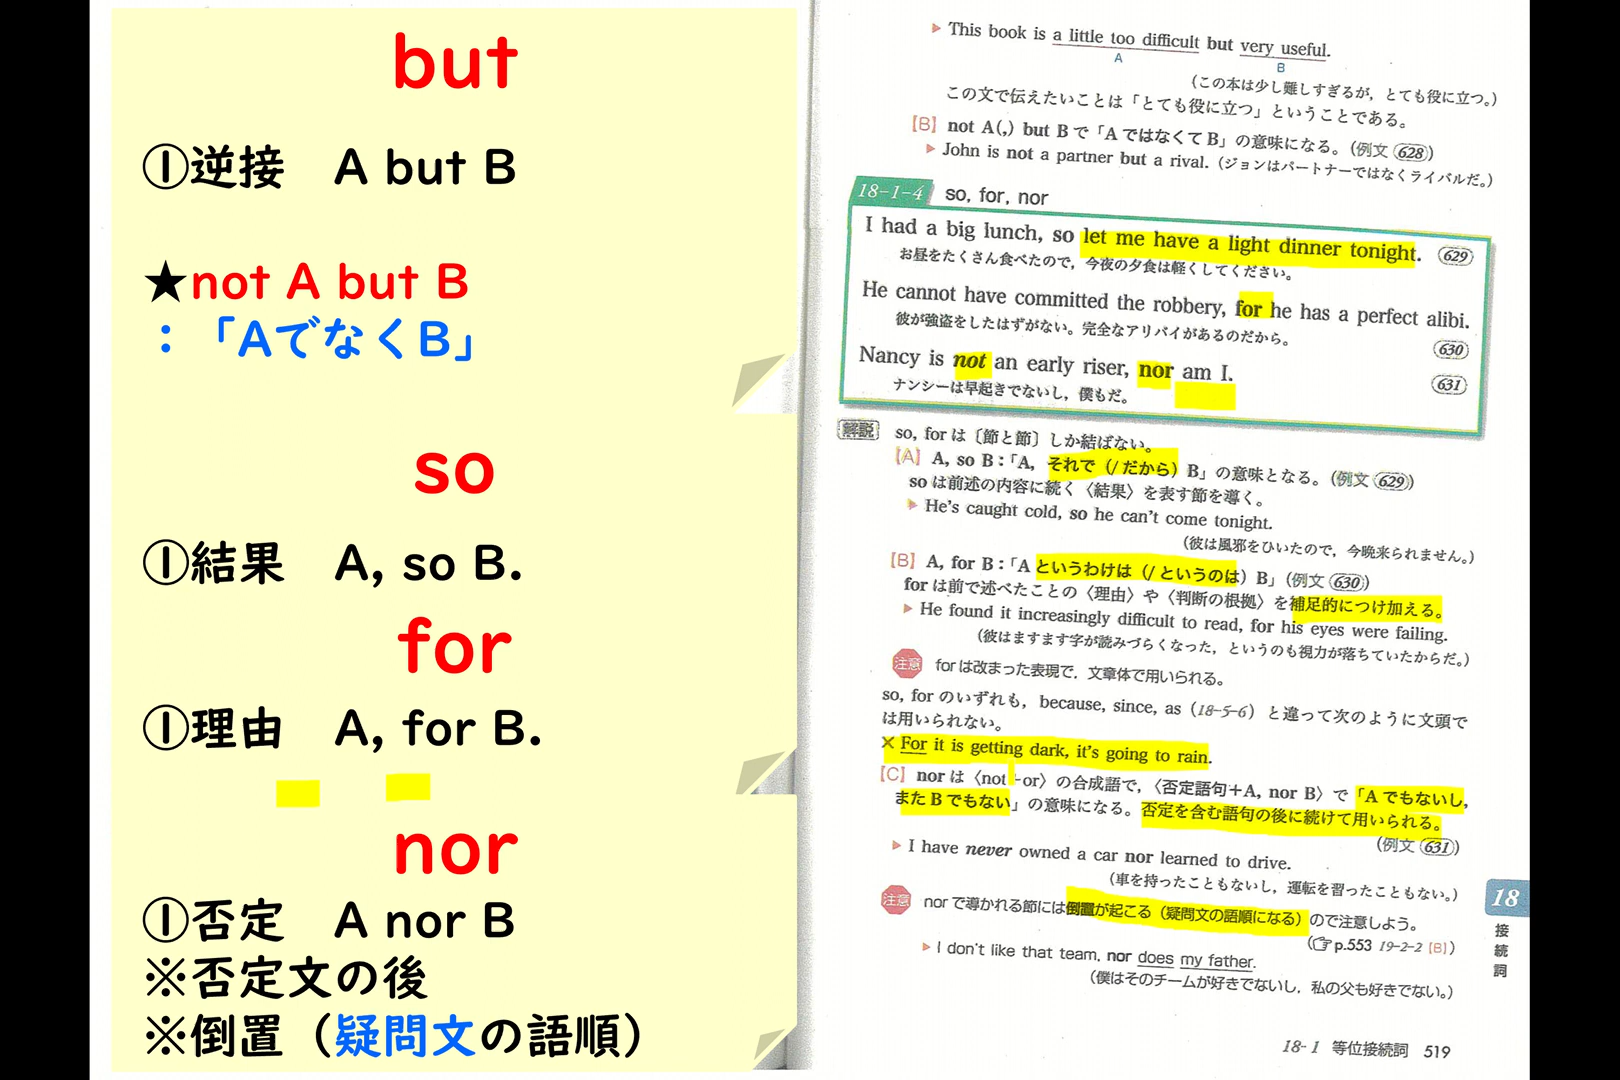 but
①逆接　A but B
★not A but B
：「AでなくB」
so
①結果　A, so B.
for
①理由　A, for B.
nor
①否定　A nor B
※否定文の後
※倒置（疑問文の語順）
▶ This book is a little too difficult but very useful.
A B
（この本は少し難しすぎるが，とても役に立つ。）
この文で伝えたいことは「とても役に立つ」ということである。
［B］ not A(,) but B で「A ではなくて B」の意味になる。（例文 628）
▶ John is not a partner but a rival.（ジョンはパートナーではなくライバルだ。）
18-1-4 so, for, nor
I had a big lunch, so let me have a light dinner tonight. 629
お昼をたくさん食べたので，今夜の夕食は軽くしてください。
He cannot have committed the robbery, for he has a perfect alibi.
彼が強盗をしたはずがない。完全なアリバイがあるのだから。 630
Nancy is not an early riser, nor am I. 631
ナンシーは早起きでないし，僕もだ。
解説 so, for は〔節と節〕しか結ばない。
［A］ A, so B：「A, それで（/ だから）B」の意味となる。（例文 629）
so は前述の内容に続く〈結果〉を表す節を導く。
▶ He's caught cold, so he can't come tonight.
（彼は風邪をひいたので，今晩来られません。）
［B］ A, for B：「A というわけは（/ というのは）B」（例文 630）
for は前で述べたことの〈理由〉や〈判断の根拠〉を補足的につけ加える。
▶ He found it increasingly difficult to read, for his eyes were failing.
（彼はますます字が読みづらくなった，というのも視力が落ちていたからだ。）
注意 for は改まった表現で，文章体で用いられる。
so, for のいずれも，because, since, as（18-5-6）と違って次のように文頭で
は用いられない。
× For it is getting dark, it's going to rain.
［C］ nor は〈not+or〉の合成語で，〈否定語句＋A, nor B〉で「A でもないし，
また B でもない」の意味になる。否定を含む語句の後に続けて用いられる。
（例文 631）
▶ I have never owned a car nor learned to drive.
（車を持ったこともないし，運転を習ったこともない。）
注意 nor で導かれる節には倒置が起こる（疑問文の語順になる）ので注意しよう。
（☞ p.553 19-2-2［B］）
▶ I don't like that team, nor does my father.
（僕はそのチームが好きでないし，私の父も好きでない。）
18
接続詞
18-1 等位接続詞 519